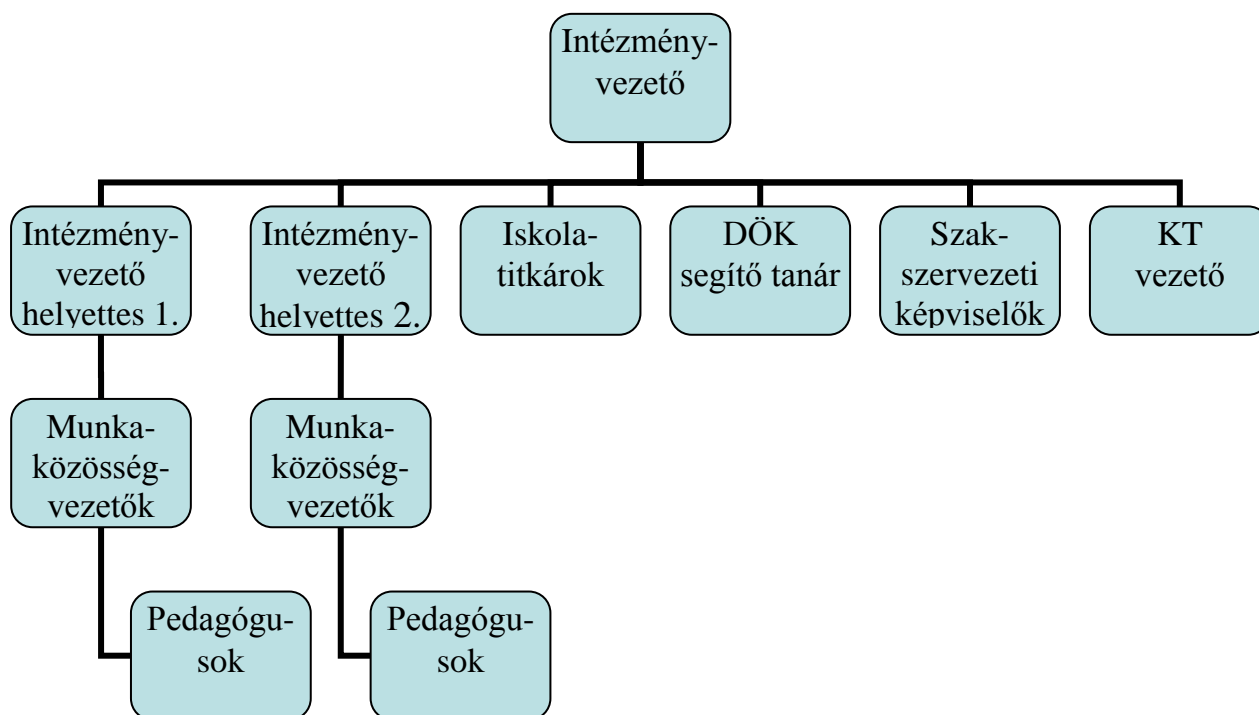 Intézmény-
vezető
Intézmény-
vezető
helyettes 1.
Intézmény-
vezető
helyettes 2.
Iskola-
titkárok
DÖK
segítő tanár
Szak-
szervezeti
képviselők
KT
vezető
Munka-
közösség-
vezetők
Munka-
közösség-
vezetők
Pedagógu-
sok
Pedagógu-
sok